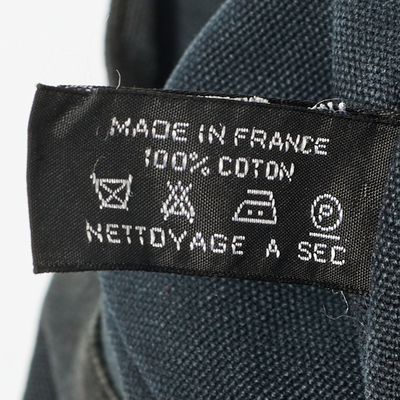 MADE IN FRANCE
100% COTON
P
NETTOYAGE A SEC